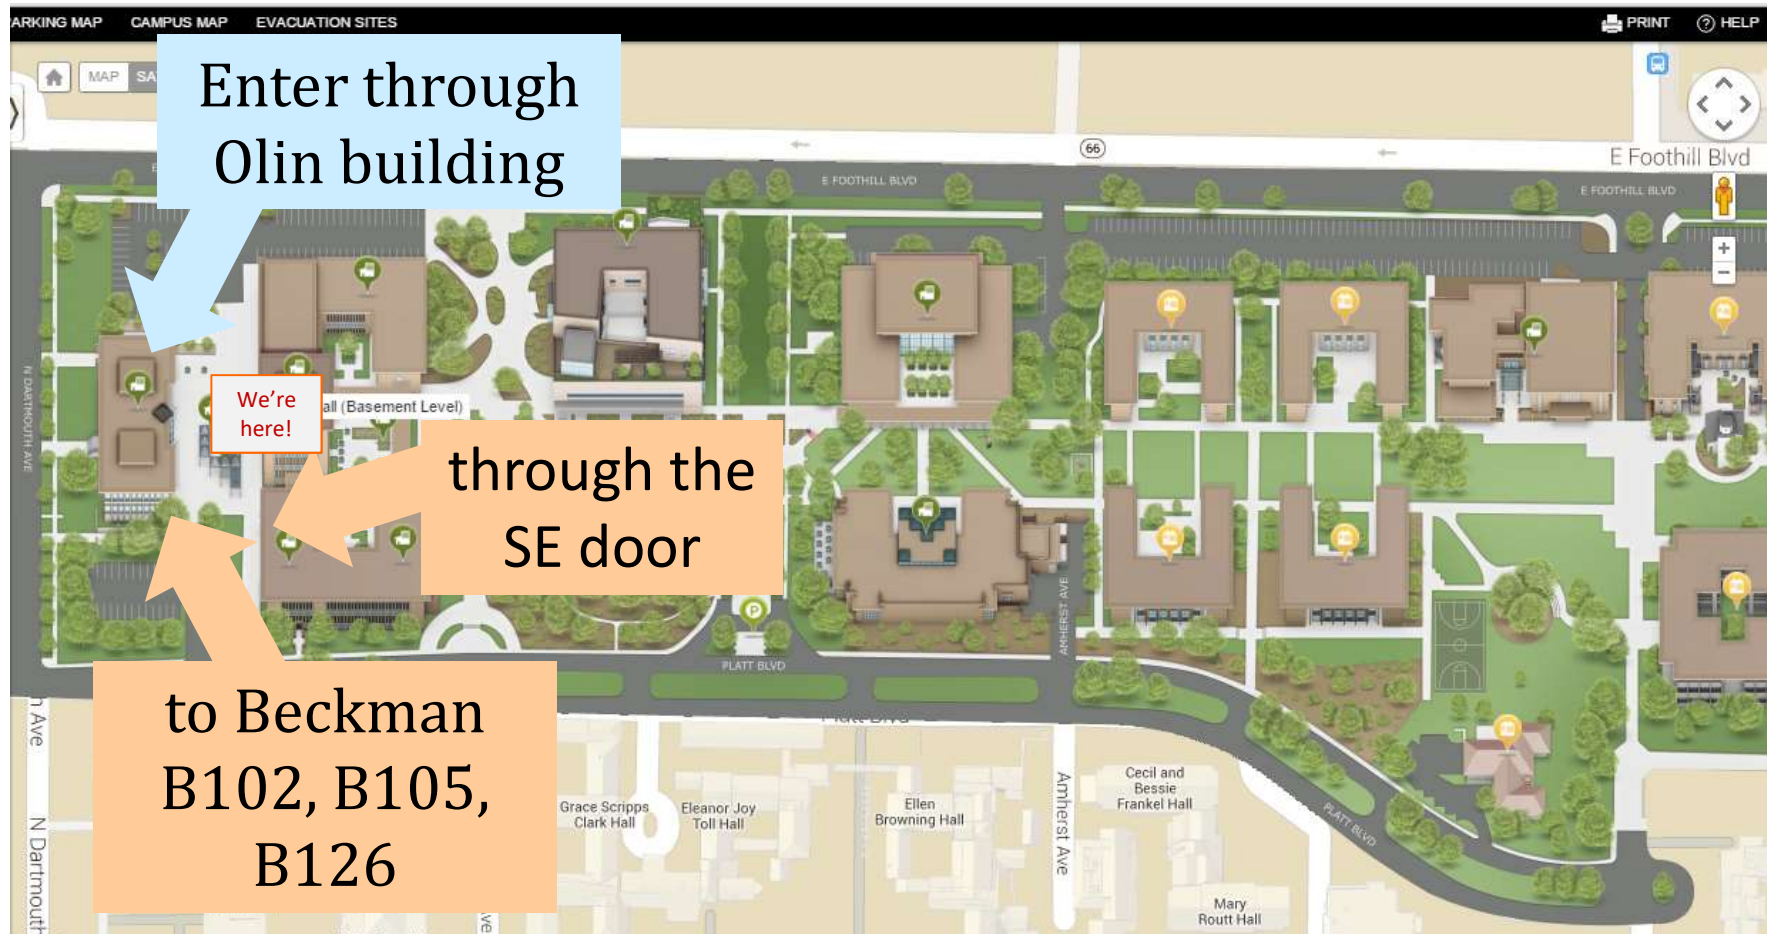 ARKING MAP CAMPUS MAP EVACUATION SITES PRINT HELP
MAP SA
Enter through
Olin building
66
E Foothill Blvd
E FOOTHILL BLVD
E FOOTHILL BLVD
N DARTMOUTH AVE
We're
here!
all (Basement Level)
through the
SE door
AMHERST AVE
P
PLATT BLVD
to Beckman
B102, B105,
B126
Platt Blvd
Ave
N Dartmouth
Grace Scripps
Clark Hall
Eleanor Joy
Toll Hall
Ellen
Browning Hall
Amherst Ave
Cecil and
Bessie
Frankel Hall
PLATT BLVD
Mary
Routt Hall